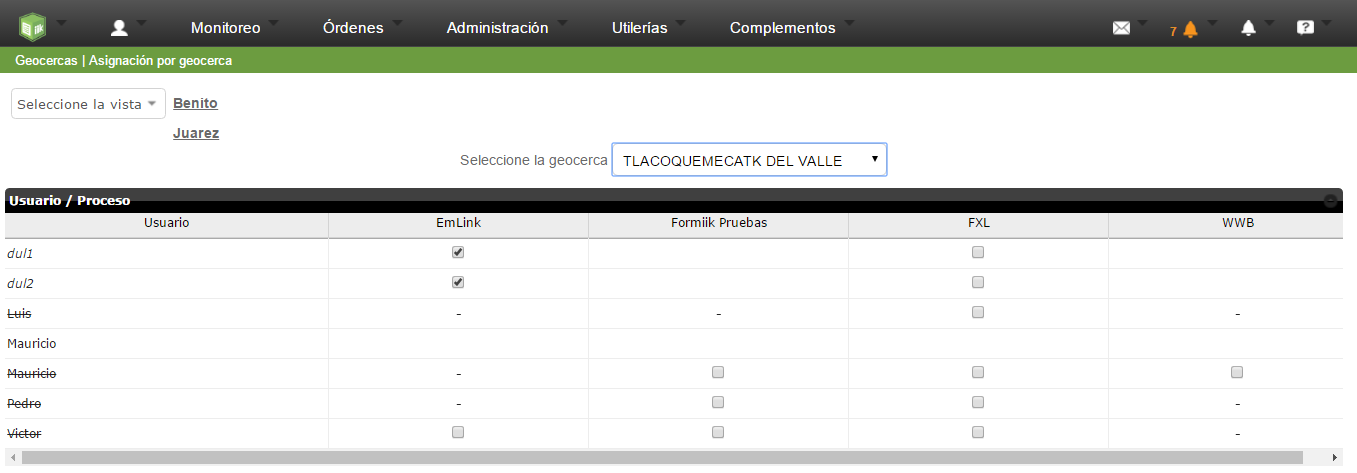 Monitoreo Órdenes Administración Utilerías Complementos 7 ?
Geocercas | Asignación por geocerca
Seleccione la vista Benito
Juarez
Seleccione la geocerca TLACOQUEMECATK DEL VALLE
Usuario / Proceso
Usuario EmLink Formiik Pruebas FXL WWB
dul1
dul2
Luis - - -
Mauricio
Mauricio -
Pedro - -
Victor -